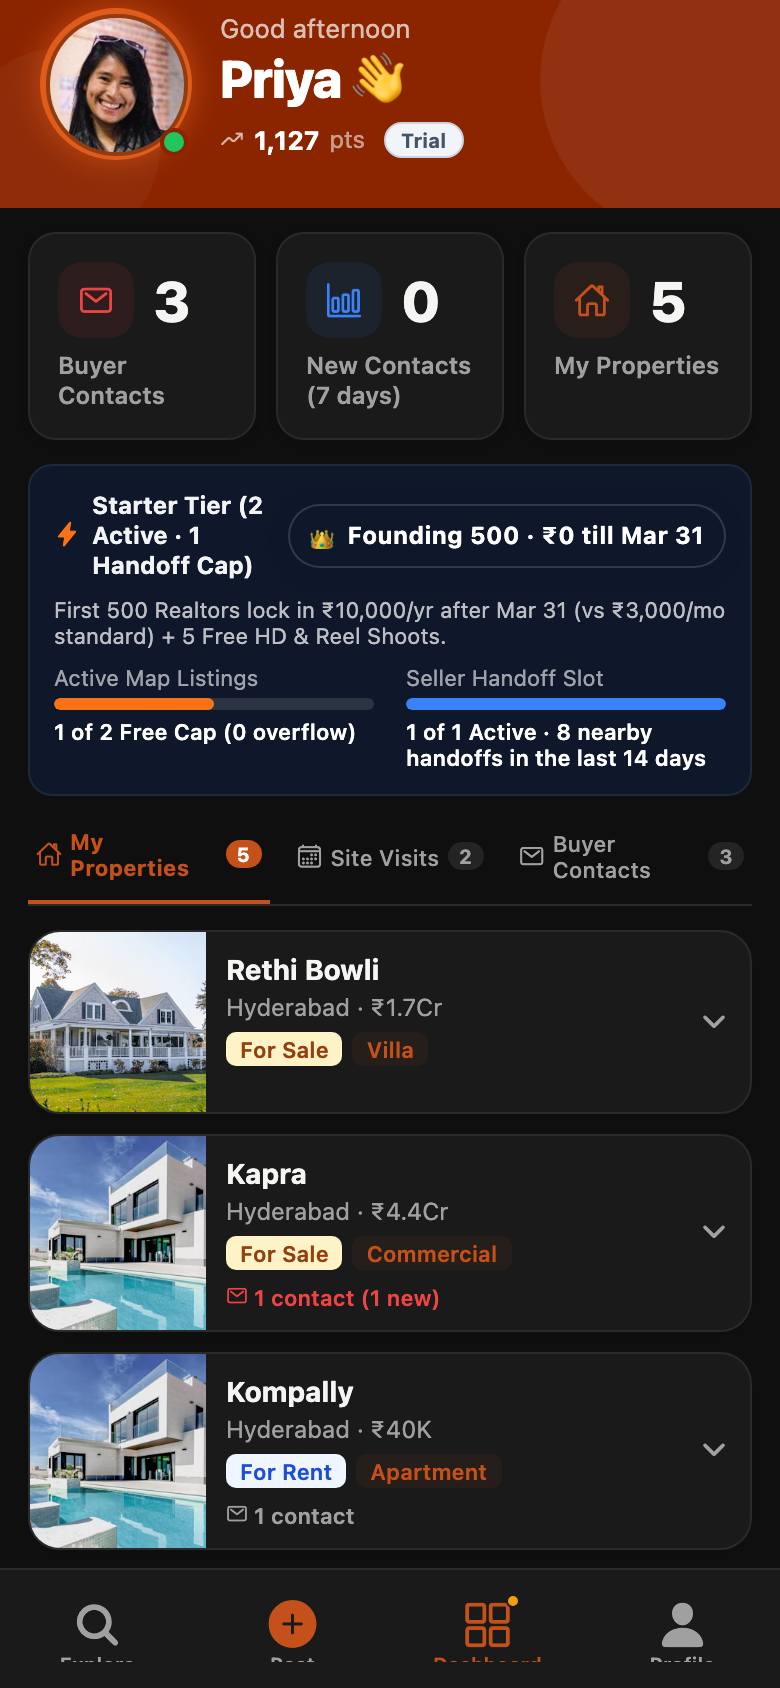 Good afternoon
Priya 👋
1,127 pts Trial
3
Buyer
Contacts
0
New Contacts
(7 days)
5
My Properties
Starter Tier (2
Active · 1
Handoff Cap)
👑 Founding 500 · ₹0 till Mar 31
First 500 Realtors lock in ₹10,000/yr after Mar 31 (vs ₹3,000/mo
standard) + 5 Free HD & Reel Shoots.
Active Map Listings
1 of 2 Free Cap (0 overflow)
Seller Handoff Slot
1 of 1 Active · 8 nearby
handoffs in the last 14 days
My
Properties
5
Site Visits 2
Buyer
Contacts
3
Rethi Bowli
Hyderabad · ₹1.7Cr
For Sale Villa
Kapra
Hyderabad · ₹4.4Cr
For Sale Commercial
1 contact (1 new)
Kompally
Hyderabad · ₹40K
For Rent Apartment
1 contact
Explore Post Dashboard Profile